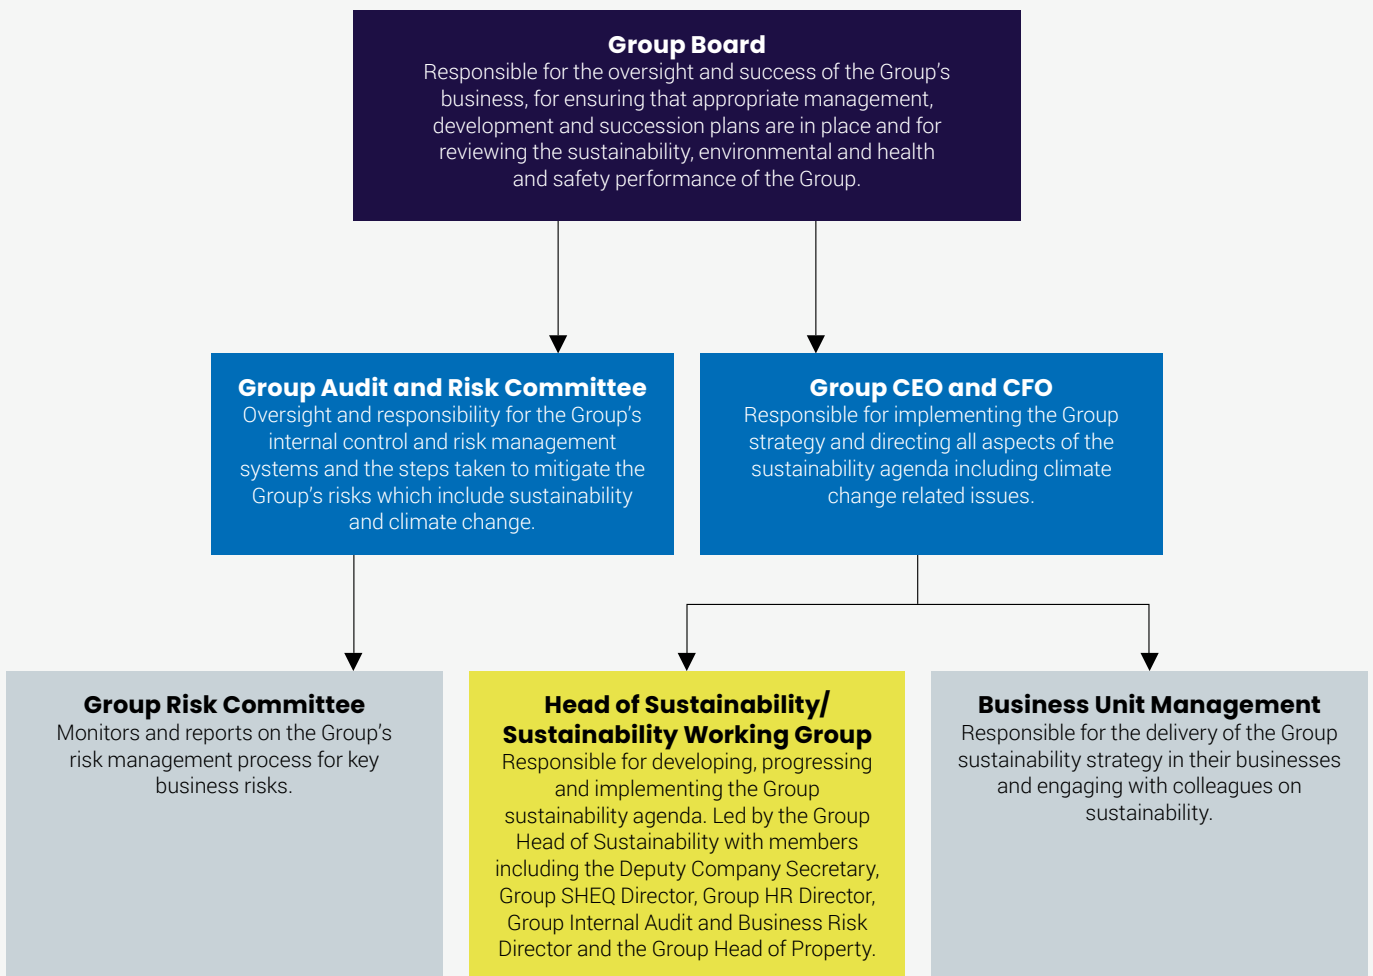 Group Board
Responsible for the oversight and success of the Group's
business, for ensuring that appropriate management,
development and succession plans are in place and for
reviewing the sustainability, environmental and health
and safety performance of the Group.
Group Audit and Risk Committee
Oversight and responsibility for the Group's
internal control and risk management
systems and the steps taken to mitigate the
Group's risks which include sustainability
and climate change.
Group CEO and CFO
Responsible for implementing the Group
strategy and directing all aspects of the
sustainability agenda including climate
change related issues.
Group Risk Committee
Monitors and reports on the Group's
risk management process for key
business risks.
Head of Sustainability/
Sustainability Working Group
Responsible for developing, progressing
and implementing the Group
sustainability agenda. Led by the Group
Head of Sustainability with members
including the Deputy Company Secretary,
Group SHEQ Director, Group HR Director,
Group Internal Audit and Business Risk
Director and the Group Head of Property.
Business Unit Management
Responsible for the delivery of the Group
sustainability strategy in their businesses
and engaging with colleagues on
sustainability.